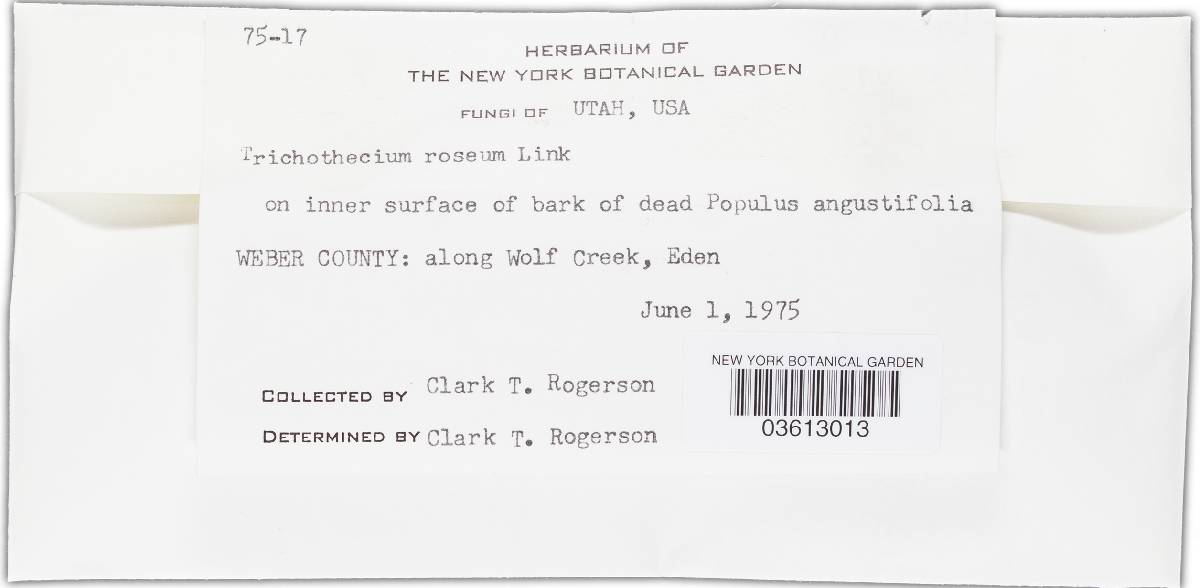 75-17
HERBARIUM OF
THE NEW YORK BOTANICAL GARDEN
FUNGI OF UTAH, USA
Trichothecium roseum Link
on inner surface of bark of dead Populus angustifolia
WEBER COUNTY: along Wolf Creek, Eden
June 1, 1975
NEW YORK BOTANICAL GARDEN
03613013
COLLECTED BY Clark T. Rogerson
DETERMINED BY Clark T. Rogerson